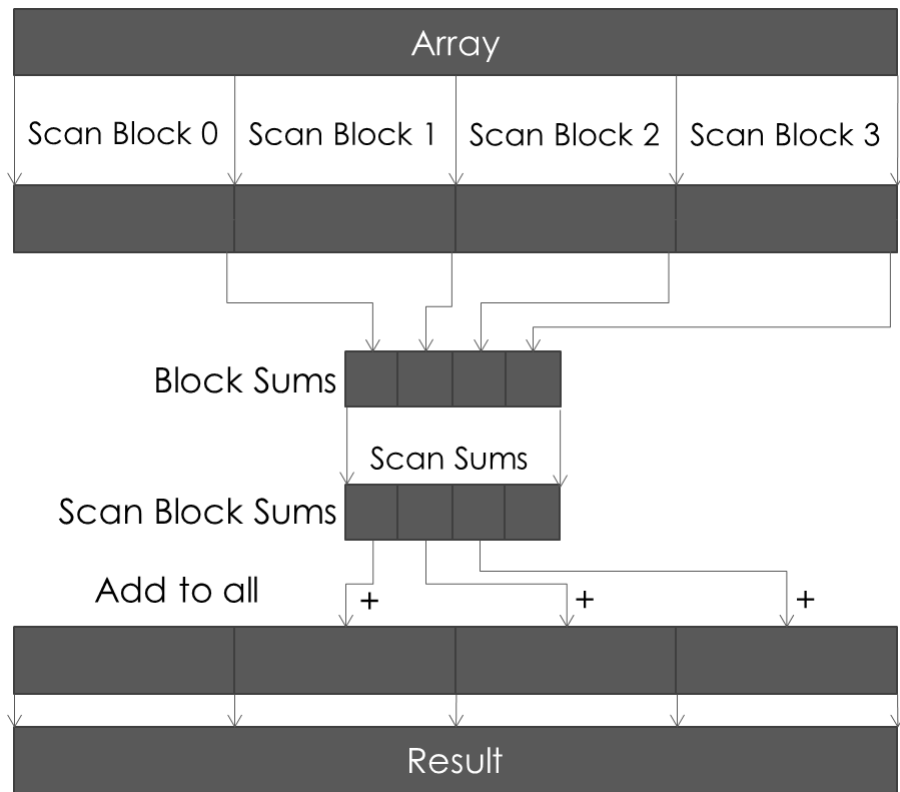 Array
Scan Block 0 Scan Block 1 Scan Block 2 Scan Block 3
Block Sums
Scan Sums
Scan Block Sums
Add to all + + +
Result